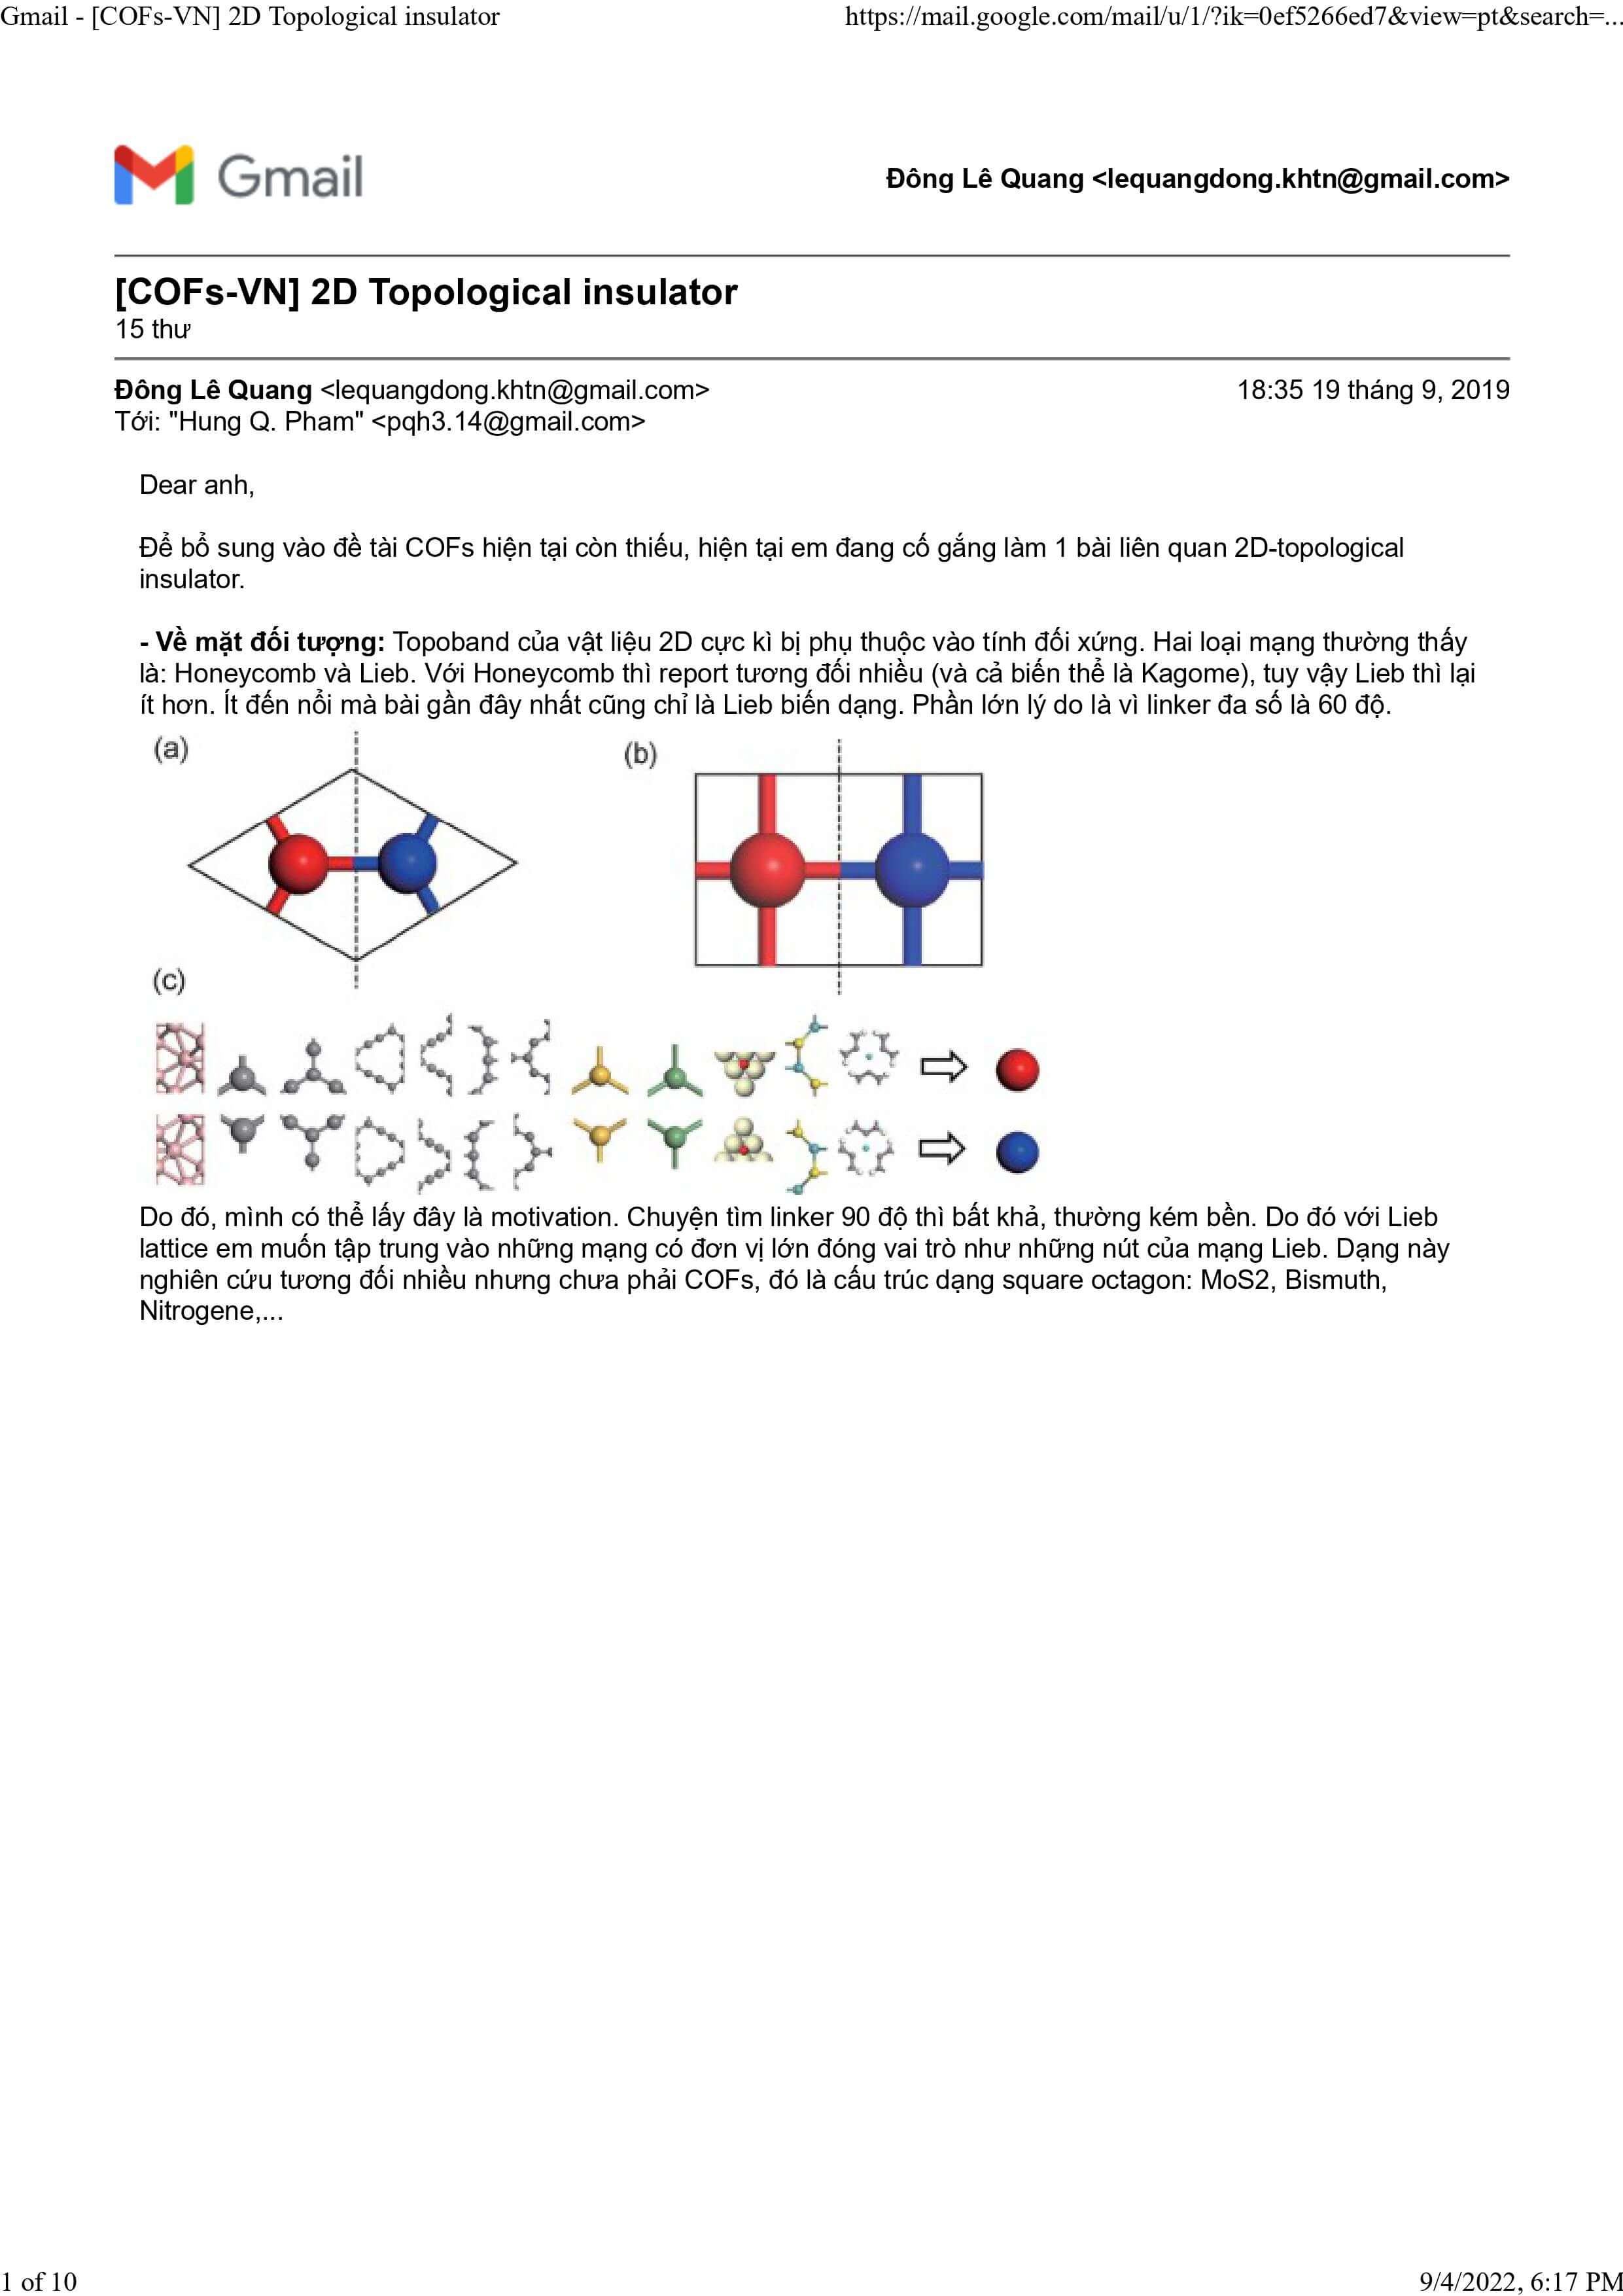 Gmail - [COFs-VN] 2D Topological insulator
https://mail.google.com/mail/u/1/?ik=0ef5266ed7&view=pt&search=...
Gmail
Đông Lê Quang <lequangdong.khtn@gmail.com>
[COFs-VN] 2D Topological insulator
15 thư
Đông Lê Quang <lequangdong.khtn@gmail.com>
18:35 19 tháng 9, 2019
Tới: "Hung Q. Pham" <pqh3.14@gmail.com>
Dear anh,
Để bổ sung vào đề tài COFs hiện tại còn thiếu, hiện tại em đang cố gắng làm 1 bài liên quan 2D-topological
insulator.
- Về mặt đối tượng: Topoband của vật liệu 2D cực kì bị phụ thuộc vào tính đối xứng. Hai loại mạng thường thấy
là: Honeycomb và Lieb. Với Honeycomb thì report tương đối nhiều (và cả biến thể là Kagome), tuy vậy Lieb thì lại
ít hơn. Ít đến nổi mà bài gần đây nhất cũng chỉ là Lieb biến dạng. Phần lớn lý do là vì linker đa số là 60 độ.
(a)
(b)
(c)
Do đó, mình có thể lấy đây là motivation. Chuyện tìm linker 90 độ thì bất khả, thường kém bền. Do đó với Lieb
lattice em muốn tập trung vào những mạng có đơn vị lớn đóng vai trò như những nút của mạng Lieb. Dạng này
nghiên cứu tương đối nhiều nhưng chưa phải COFs, đó là cấu trúc dạng square octagon: MoS2, Bismuth,
Nitrogene,...
1 of 10
9/4/2022, 6:17 PM